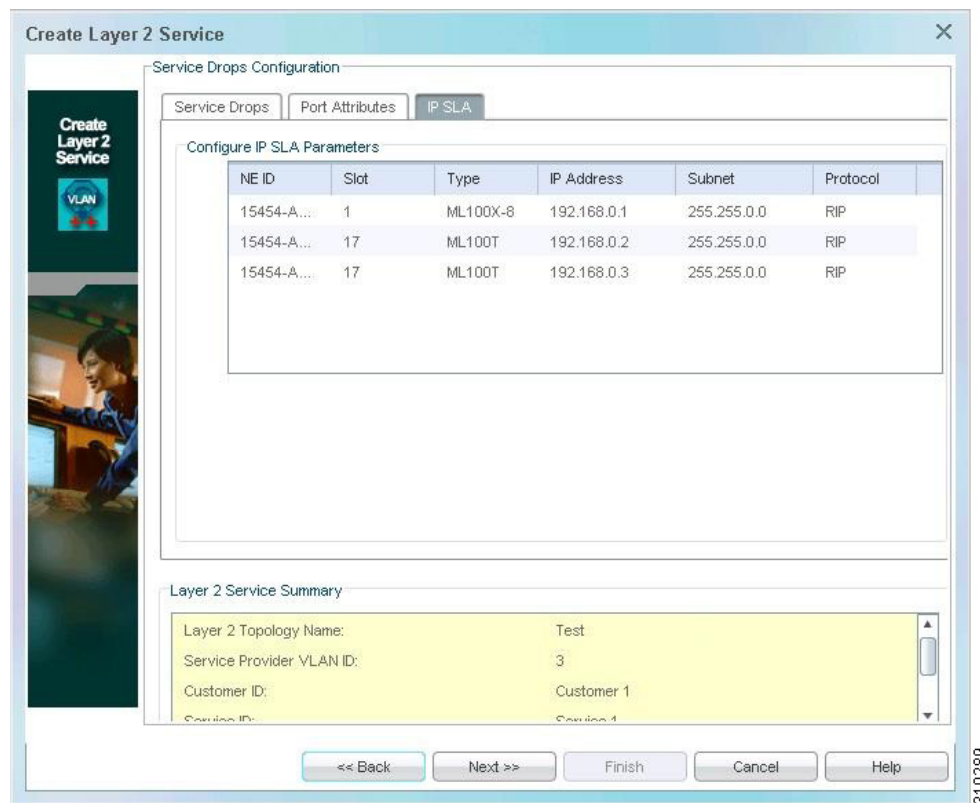 Create Layer 2 Service
Create
Layer 2
Service
VLAN
Service Drops Configuration
Service Drops Port Attributes IP SLA
Configure IP SLA Parameters
NE ID Slot Type IP Address Subnet Protocol
15454-A... 1 ML100X-8 192.168.0.1 255.255.0.0 RIP
15454-A... 17 ML100T 192.168.0.2 255.255.0.0 RIP
15454-A... 17 ML100T 192.168.0.3 255.255.0.0 RIP
Layer 2 Service Summary
Layer 2 Topology Name: Test
Service Provider VLAN ID: 3
Customer ID: Customer 1
Service ID: Service 1
<< Back Next >> Finish Cancel Help